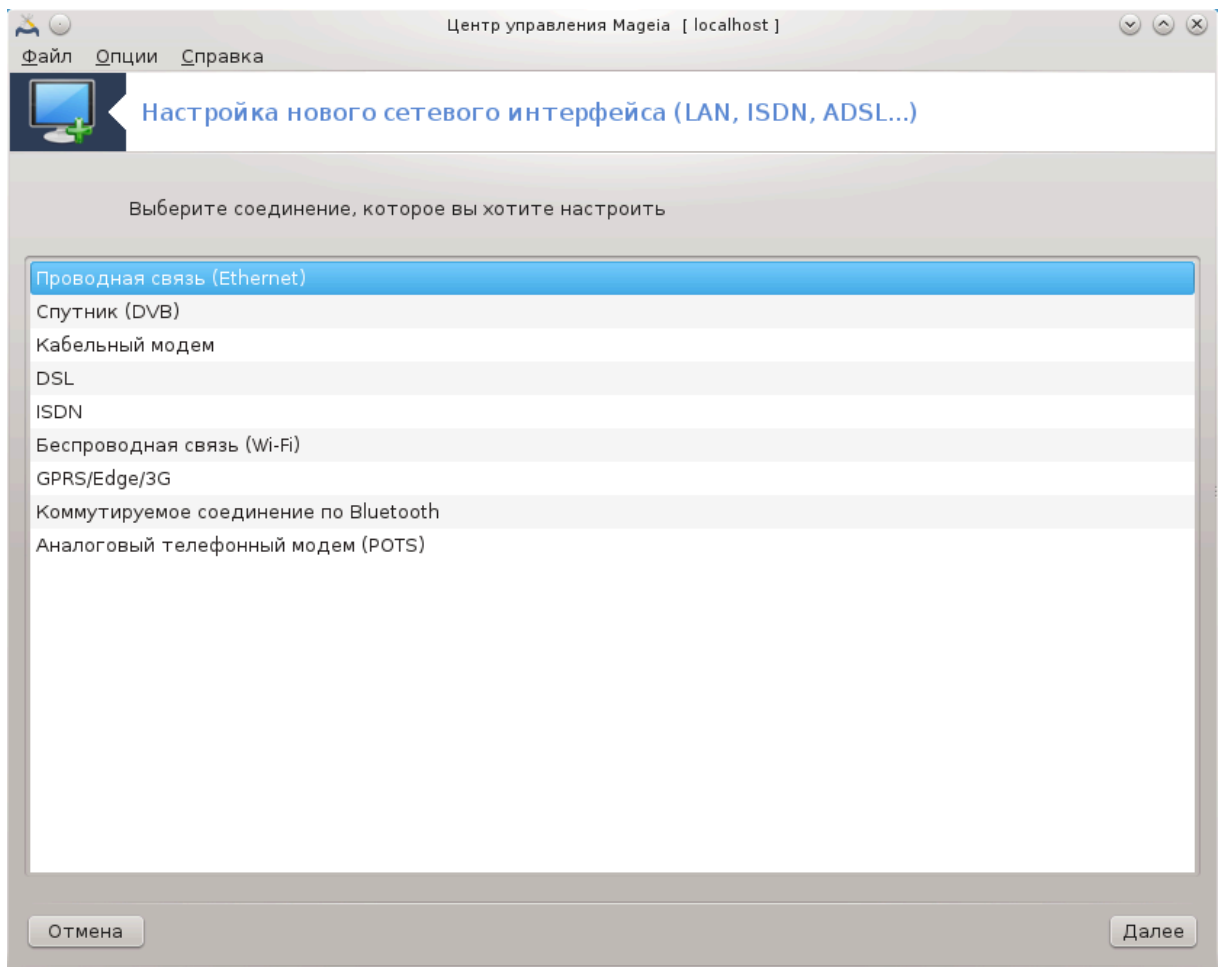 Центр управления Mageia [ localhost ]
Файл Опции Справка
Настройка нового сетевого интерфейса (LAN, ISDN, ADSL...)
Выберите соединение, которое вы хотите настроить
Проводная связь (Ethernet)
Спутник (DVB)
Кабельный модем
DSL
ISDN
Беспроводная связь (Wi-Fi)
GPRS/Edge/3G
Коммутируемое соединение по Bluetooth
Аналоговый телефонный модем (POTS)
Отмена Далее